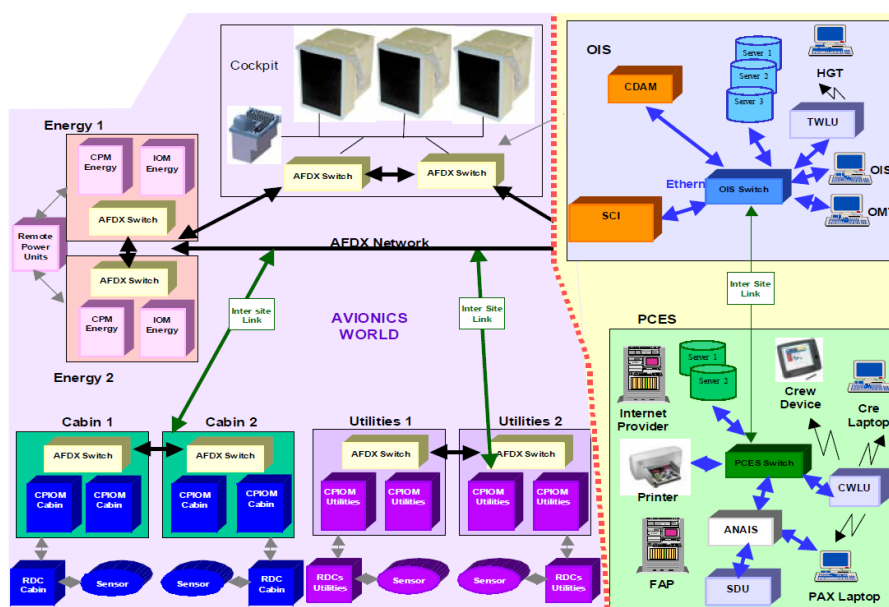 Cockpit
Energy 1
CPM
Energy
IOM
Energy
AFDX Switch
AFDX Switch
AFDX Switch
Remote
Power
Units
AFDX Network
AFDX Switch
CPM
Energy
IOM
Energy
Energy 2
Inter site
Link
Inter Site
Link
AVIONICS
WORLD
Cabin 1
Cabin 2
Utilities 1
Utilities 2
AFDX Switch
AFDX Switch
AFDX Switch
AFDX Switch
CPIOM
Cabin
CPIOM
Cabin
CPIOM
Cabin
CPIOM
Cabin
CPIOM
Utilities
CPIOM
Utilities
CPIOM
Utilities
CPIOM
Utilities
RDC
Cabin
Sensor
Sensor
RDC
Cabin
RDCs
Utilities
Sensor
Sensor
RDCs
Utilities
OIS
CDAM
Server 1
Server 2
Server 3
HGT
TWLU
Ethern
OIS Switch
OIS
OMT
SCI
Inter Site
Link
PCES
Server 1
Server 2
Internet
Provider
Crew
Device
Cre
Laptop
PCES Switch
Printer
CWLU
ANAIS
FAP
SDU
PAX Laptop